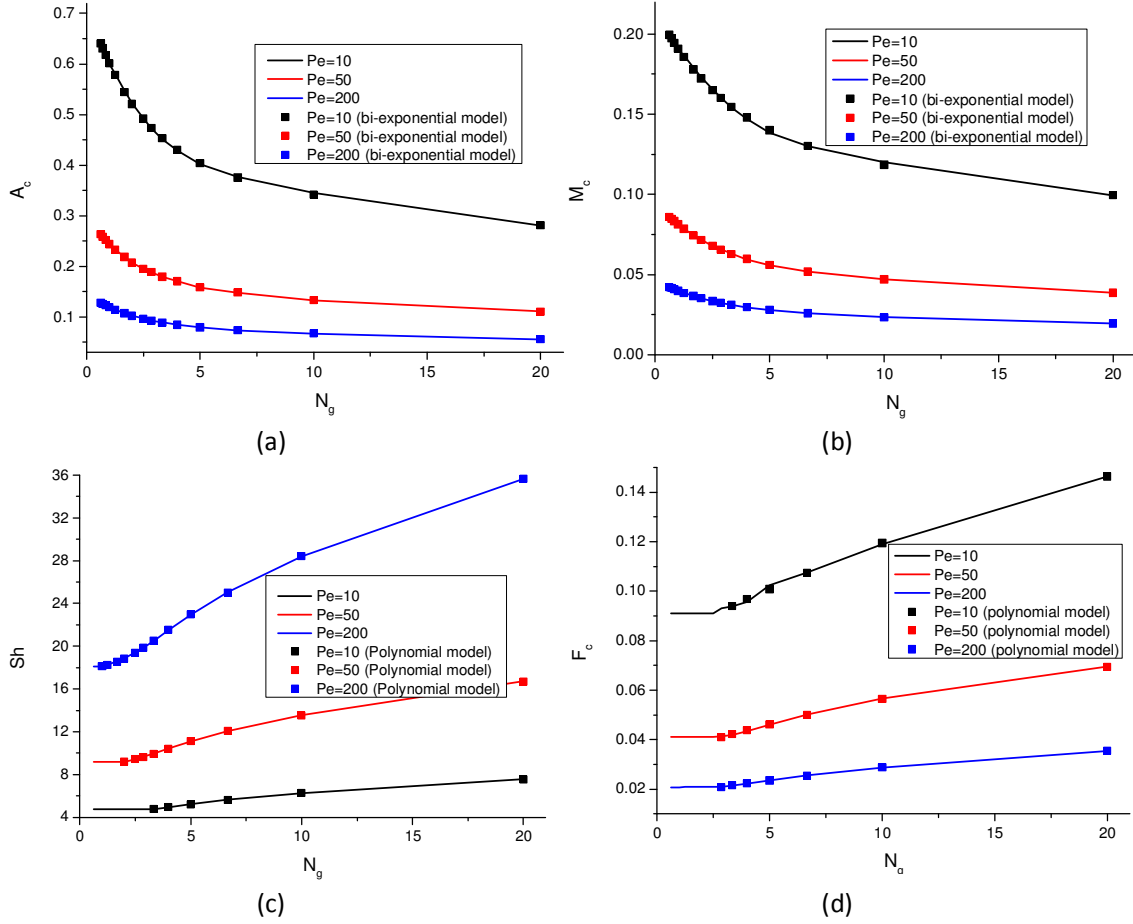 0.7
0.6
0.5
0.4
0.3
0.2
0.1
A_c
Pe=10
Pe=50
Pe=200
Pe=10 (bi-exponential model)
Pe=50 (bi-exponential model)
Pe=200 (bi-exponential model)
0 5 10 15 20
N_g
(a)
0.20
0.15
0.10
0.05
0.00
M_c
Pe=10
Pe=50
Pe=200
Pe=10 (bi-exponential model)
Pe=50 (bi-exponential model)
Pe=200 (bi-exponential model)
0 5 10 15 20
N_g
(b)
36
32
28
24
20
16
12
8
4
Sh
Pe=10
Pe=50
Pe=200
Pe=10 (Polynomial model)
Pe=50 (Polynomial model)
Pe=200 (Polynomial model)
0 5 10 15 20
N_g
(c)
0.14
0.12
0.10
0.08
0.06
0.04
0.02
F_c
Pe=10
Pe=50
Pe=200
Pe=10 (polynomial model)
Pe=50 (polynomial model)
Pe=200 (polynomial model)
0 5 10 15 20
N_g
(d)